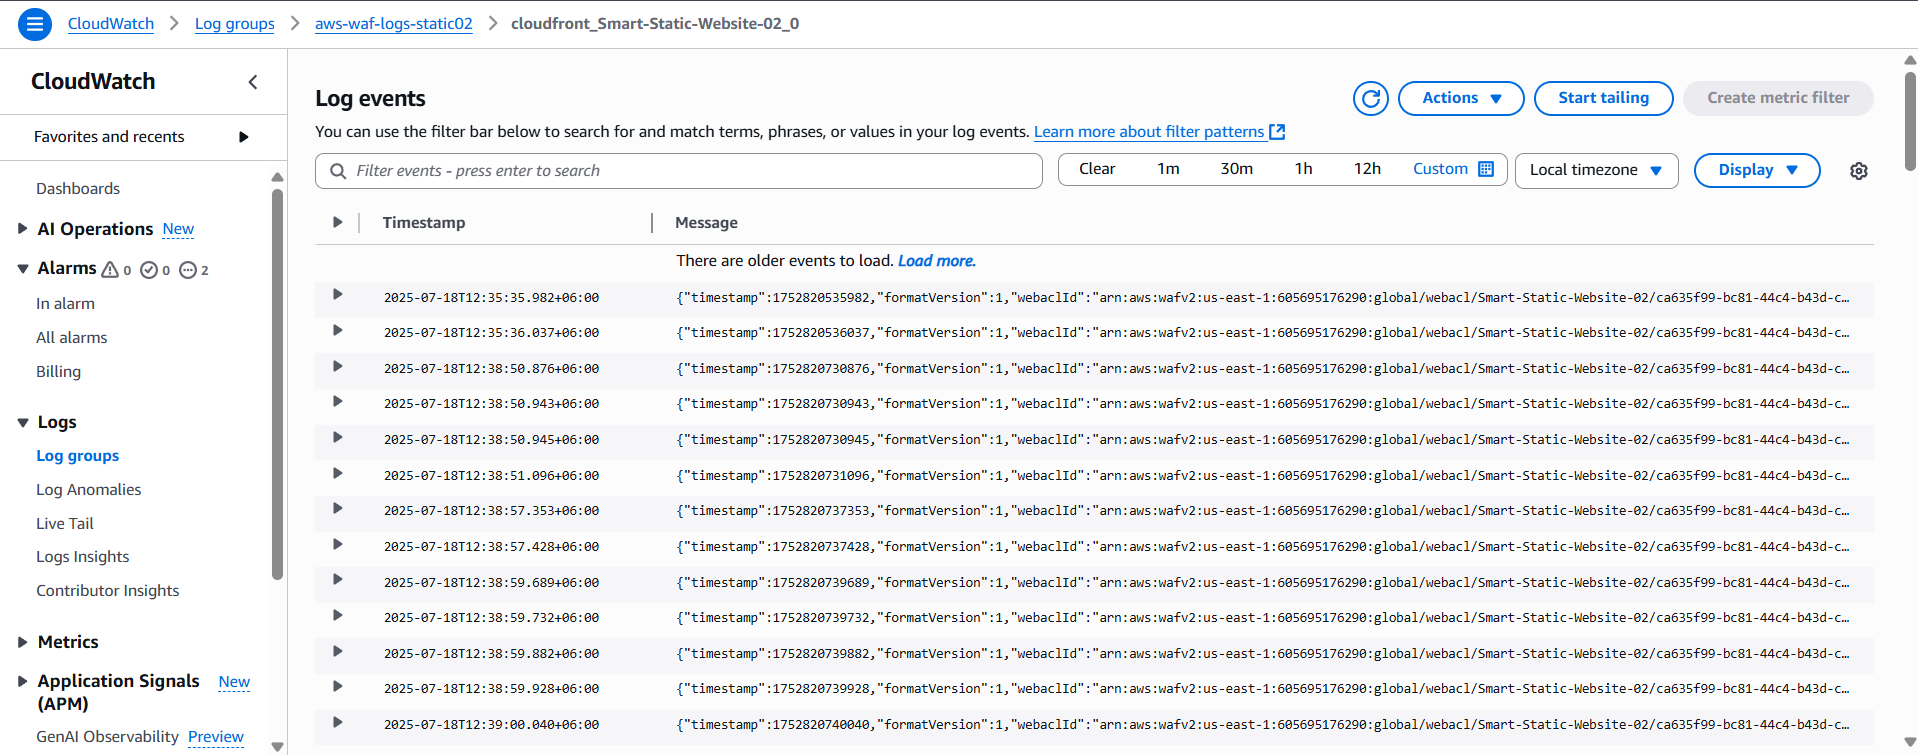 CloudWatch > Log groups > aws-waf-logs-static02 > cloudfront_Smart-Static-Website-02_0
CloudWatch
Favorites and recents
Dashboards
AI Operations New
Alarms 0 0 2
In alarm
All alarms
Billing
Logs
Log groups
Log Anomalies
Live Tail
Logs Insights
Contributor Insights
Metrics
Application Signals New
(APM)
GenAI Observability Preview
Log events
Actions
Start tailing
Create metric filter
You can use the filter bar below to search for and match terms, phrases, or values in your log events. Learn more about filter patterns
Filter events - press enter to search
Clear 1m 30m 1h 12h Custom
Local timezone
Display
Timestamp Message
There are older events to load. Load more.
2025-07-18T12:35:35.982+06:00 {"timestamp":1752820535982,"formatVersion":1,"webaclId":"arn:aws:wafv2:us-east-1:605695176290:global/webacl/Smart-Static-Website-02/ca635f99-bc81-44c4-b43d-c…
2025-07-18T12:35:36.037+06:00 {"timestamp":1752820536037,"formatVersion":1,"webaclId":"arn:aws:wafv2:us-east-1:605695176290:global/webacl/Smart-Static-Website-02/ca635f99-bc81-44c4-b43d-c…
2025-07-18T12:38:50.876+06:00 {"timestamp":1752820730876,"formatVersion":1,"webaclId":"arn:aws:wafv2:us-east-1:605695176290:global/webacl/Smart-Static-Website-02/ca635f99-bc81-44c4-b43d-c…
2025-07-18T12:38:50.943+06:00 {"timestamp":1752820730943,"formatVersion":1,"webaclId":"arn:aws:wafv2:us-east-1:605695176290:global/webacl/Smart-Static-Website-02/ca635f99-bc81-44c4-b43d-c…
2025-07-18T12:38:50.945+06:00 {"timestamp":1752820730945,"formatVersion":1,"webaclId":"arn:aws:wafv2:us-east-1:605695176290:global/webacl/Smart-Static-Website-02/ca635f99-bc81-44c4-b43d-c…
2025-07-18T12:38:51.096+06:00 {"timestamp":1752820731096,"formatVersion":1,"webaclId":"arn:aws:wafv2:us-east-1:605695176290:global/webacl/Smart-Static-Website-02/ca635f99-bc81-44c4-b43d-c…
2025-07-18T12:38:57.353+06:00 {"timestamp":1752820737353,"formatVersion":1,"webaclId":"arn:aws:wafv2:us-east-1:605695176290:global/webacl/Smart-Static-Website-02/ca635f99-bc81-44c4-b43d-c…
2025-07-18T12:38:57.428+06:00 {"timestamp":1752820737428,"formatVersion":1,"webaclId":"arn:aws:wafv2:us-east-1:605695176290:global/webacl/Smart-Static-Website-02/ca635f99-bc81-44c4-b43d-c…
2025-07-18T12:38:59.689+06:00 {"timestamp":1752820739689,"formatVersion":1,"webaclId":"arn:aws:wafv2:us-east-1:605695176290:global/webacl/Smart-Static-Website-02/ca635f99-bc81-44c4-b43d-c…
2025-07-18T12:38:59.732+06:00 {"timestamp":1752820739732,"formatVersion":1,"webaclId":"arn:aws:wafv2:us-east-1:605695176290:global/webacl/Smart-Static-Website-02/ca635f99-bc81-44c4-b43d-c…
2025-07-18T12:38:59.882+06:00 {"timestamp":1752820739882,"formatVersion":1,"webaclId":"arn:aws:wafv2:us-east-1:605695176290:global/webacl/Smart-Static-Website-02/ca635f99-bc81-44c4-b43d-c…
2025-07-18T12:38:59.928+06:00 {"timestamp":1752820739928,"formatVersion":1,"webaclId":"arn:aws:wafv2:us-east-1:605695176290:global/webacl/Smart-Static-Website-02/ca635f99-bc81-44c4-b43d-c…
2025-07-18T12:39:00.040+06:00 {"timestamp":1752820740040,"formatVersion":1,"webaclId":"arn:aws:wafv2:us-east-1:605695176290:global/webacl/Smart-Static-Website-02/ca635f99-bc81-44c4-b43d-c…